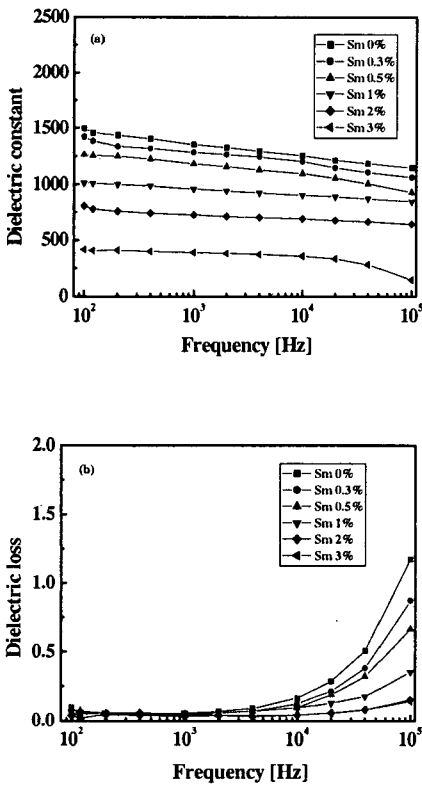 (a)
2500
2000
1500
1000
500
0
Dielectric constant
Sm 0%
Sm 0.3%
Sm 0.5%
Sm 1%
Sm 2%
Sm 3%
10²
10³
10⁴
10⁵
Frequency [Hz]
(b)
2.0
1.5
1.0
0.5
0.0
Dielectric loss
Sm 0%
Sm 0.3%
Sm 0.5%
Sm 1%
Sm 2%
Sm 3%
10²
10³
10⁴
10⁵
Frequency [Hz]